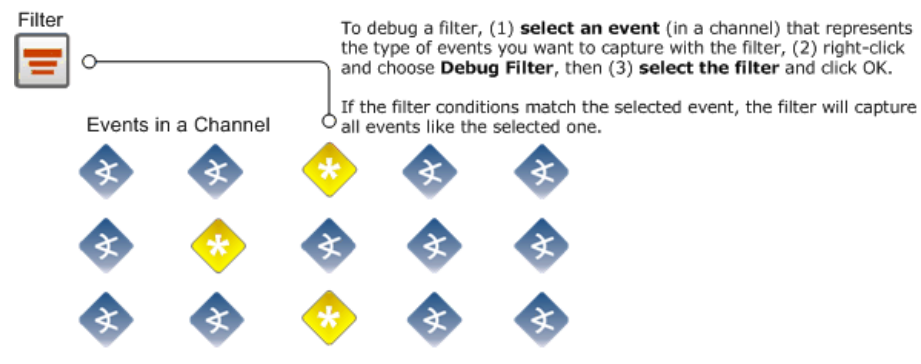 Filter
To debug a filter, (1) select an event (in a channel) that represents
the type of events you want to capture with the filter, (2) right-click
and choose Debug Filter, then (3) select the filter and click OK.
If the filter conditions match the selected event, the filter will capture
all events like the selected one.
Events in a Channel